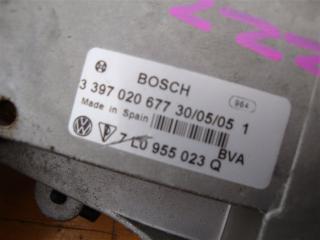 BOSCH
964
3 397 020 677 30/05/05 1
Made in Spain
BVA
7L0 955 023 Q